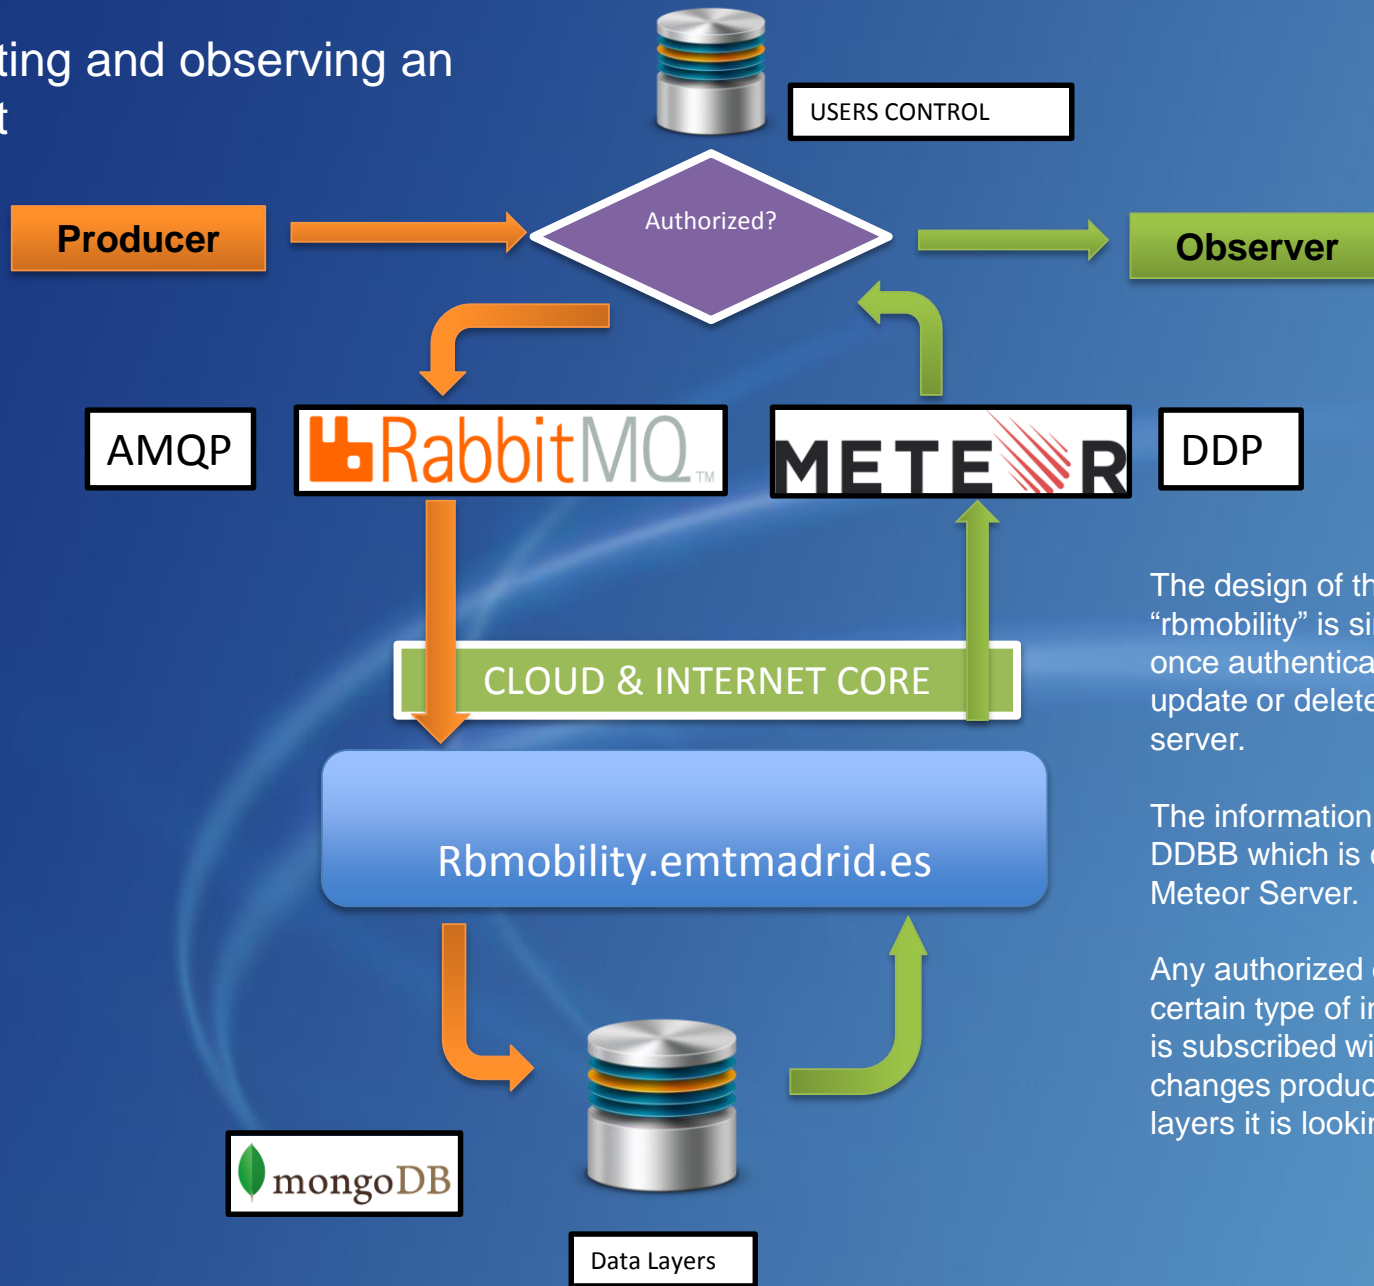 ting and observing an
t
USERS CONTROL
Authorized?
Producer
Observer
AMQP
RabbitMQ™
METEOR
DDP
CLOUD & INTERNET CORE
Rbmobility.emtmadrid.es
mongoDB
Data Layers
The design of th
“rbmobility” is si
once authentica
update or delete
server.
The information
DDBB which is
Meteor Server.
Any authorized
certain type of i
is subscribed wi
changes produc
layers it is lookin